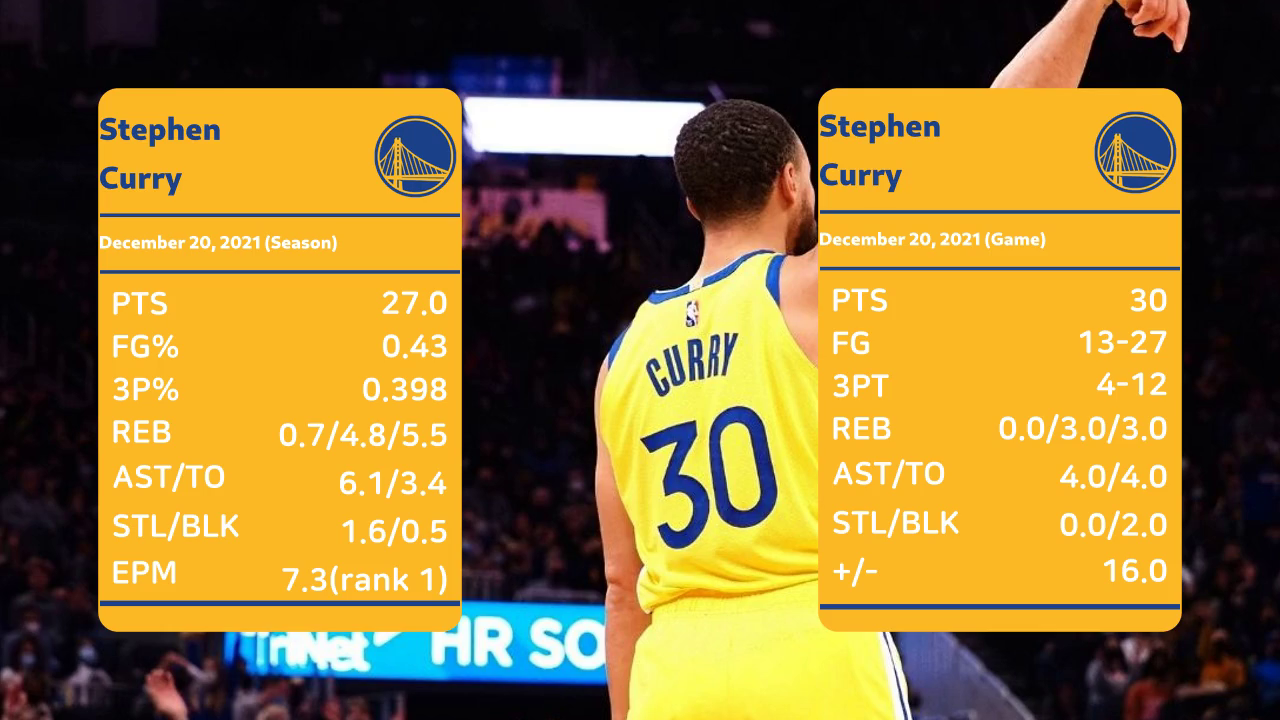 Stephen
Curry
December 20, 2021 (Season)
PTS 27.0
FG% 0.43
3P% 0.398
REB 0.7/4.8/5.5
AST/TO 6.1/3.4
STL/BLK 1.6/0.5
EPM 7.3(rank 1)
TriNet HR SO
CURRY
30
Stephen
Curry
December 20, 2021 (Game)
PTS 30
FG 13-27
3PT 4-12
REB 0.0/3.0/3.0
AST/TO 4.0/4.0
STL/BLK 0.0/2.0
+/- 16.0